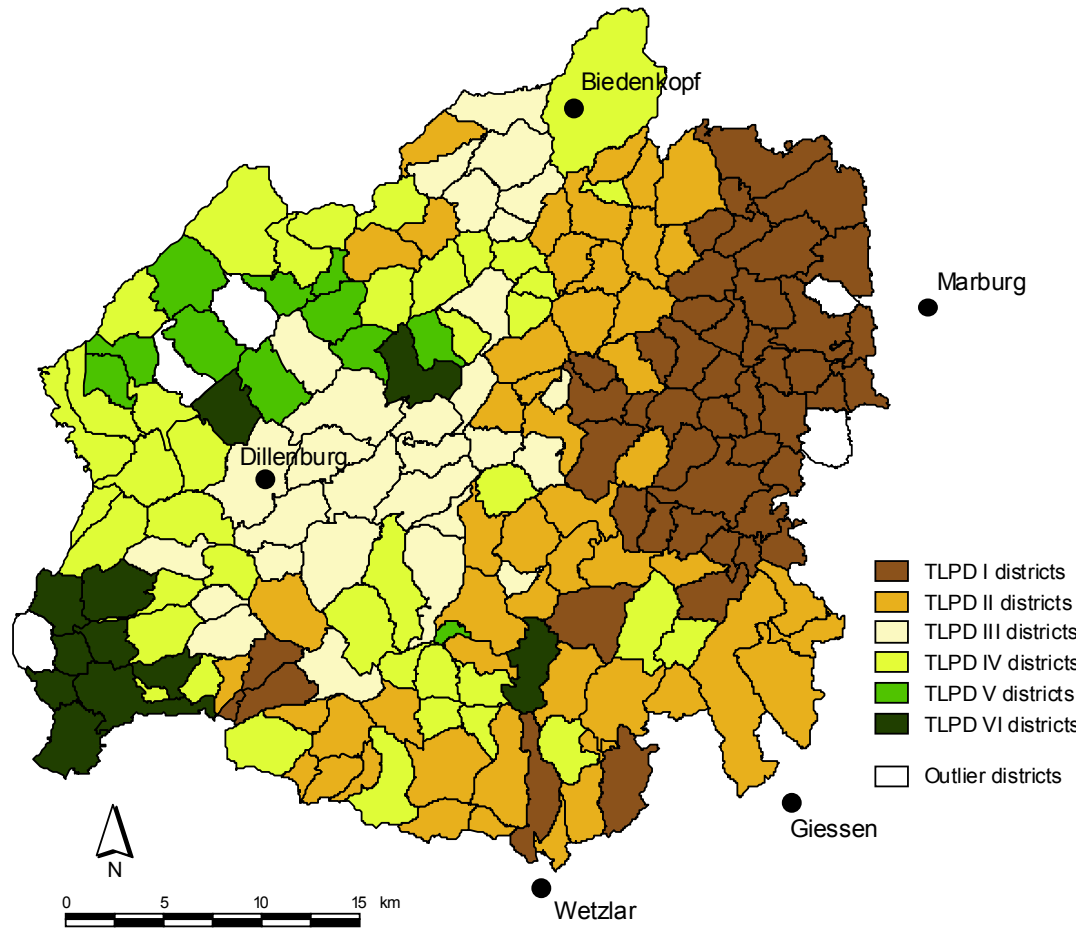 Biedenkopf
Marburg
Dillenburg
TLPD I districts
TLPD II districts
TLPD III districts
TLPD IV districts
TLPD V districts
TLPD VI districts
Outlier districts
Giessen
N
0 5 10 15 km
Wetzlar